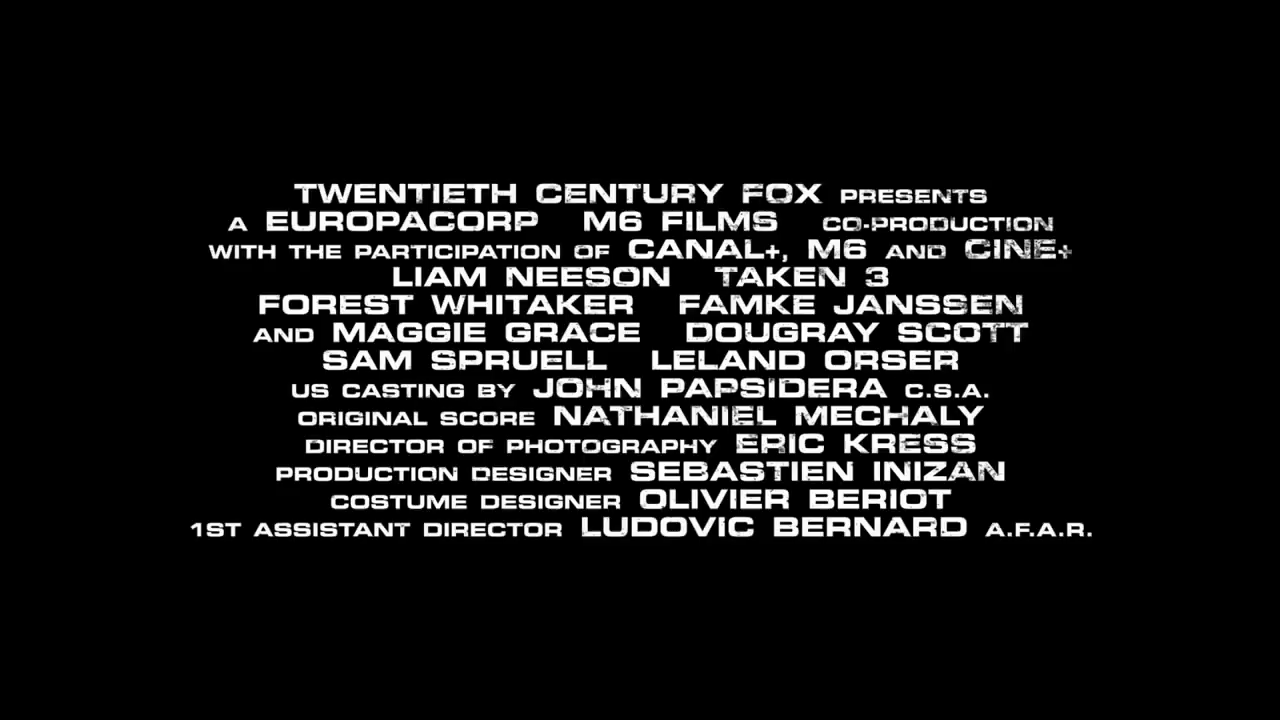 TWENTIETH CENTURY FOX PRESENTS
A EUROPACORP M6 FILMS CO-PRODUCTION
WITH THE PARTICIPATION OF CANAL+, M6 AND CINE+
LIAM NEESON TAKEN 3
FOREST WHITAKER FAMKE JANSSEN
AND MAGGIE GRACE DOUGRAY SCOTT
SAM SPRUELL LELAND ORSER
US CASTING BY JOHN PAPSIDERA C.S.A.
ORIGINAL SCORE NATHANIEL MECHALY
DIRECTOR OF PHOTOGRAPHY ERIC KRESS
PRODUCTION DESIGNER SEBASTIEN INIZAN
COSTUME DESIGNER OLIVIER BERIOT
1ST ASSISTANT DIRECTOR LUDOVIC BERNARD A.F.A.R.